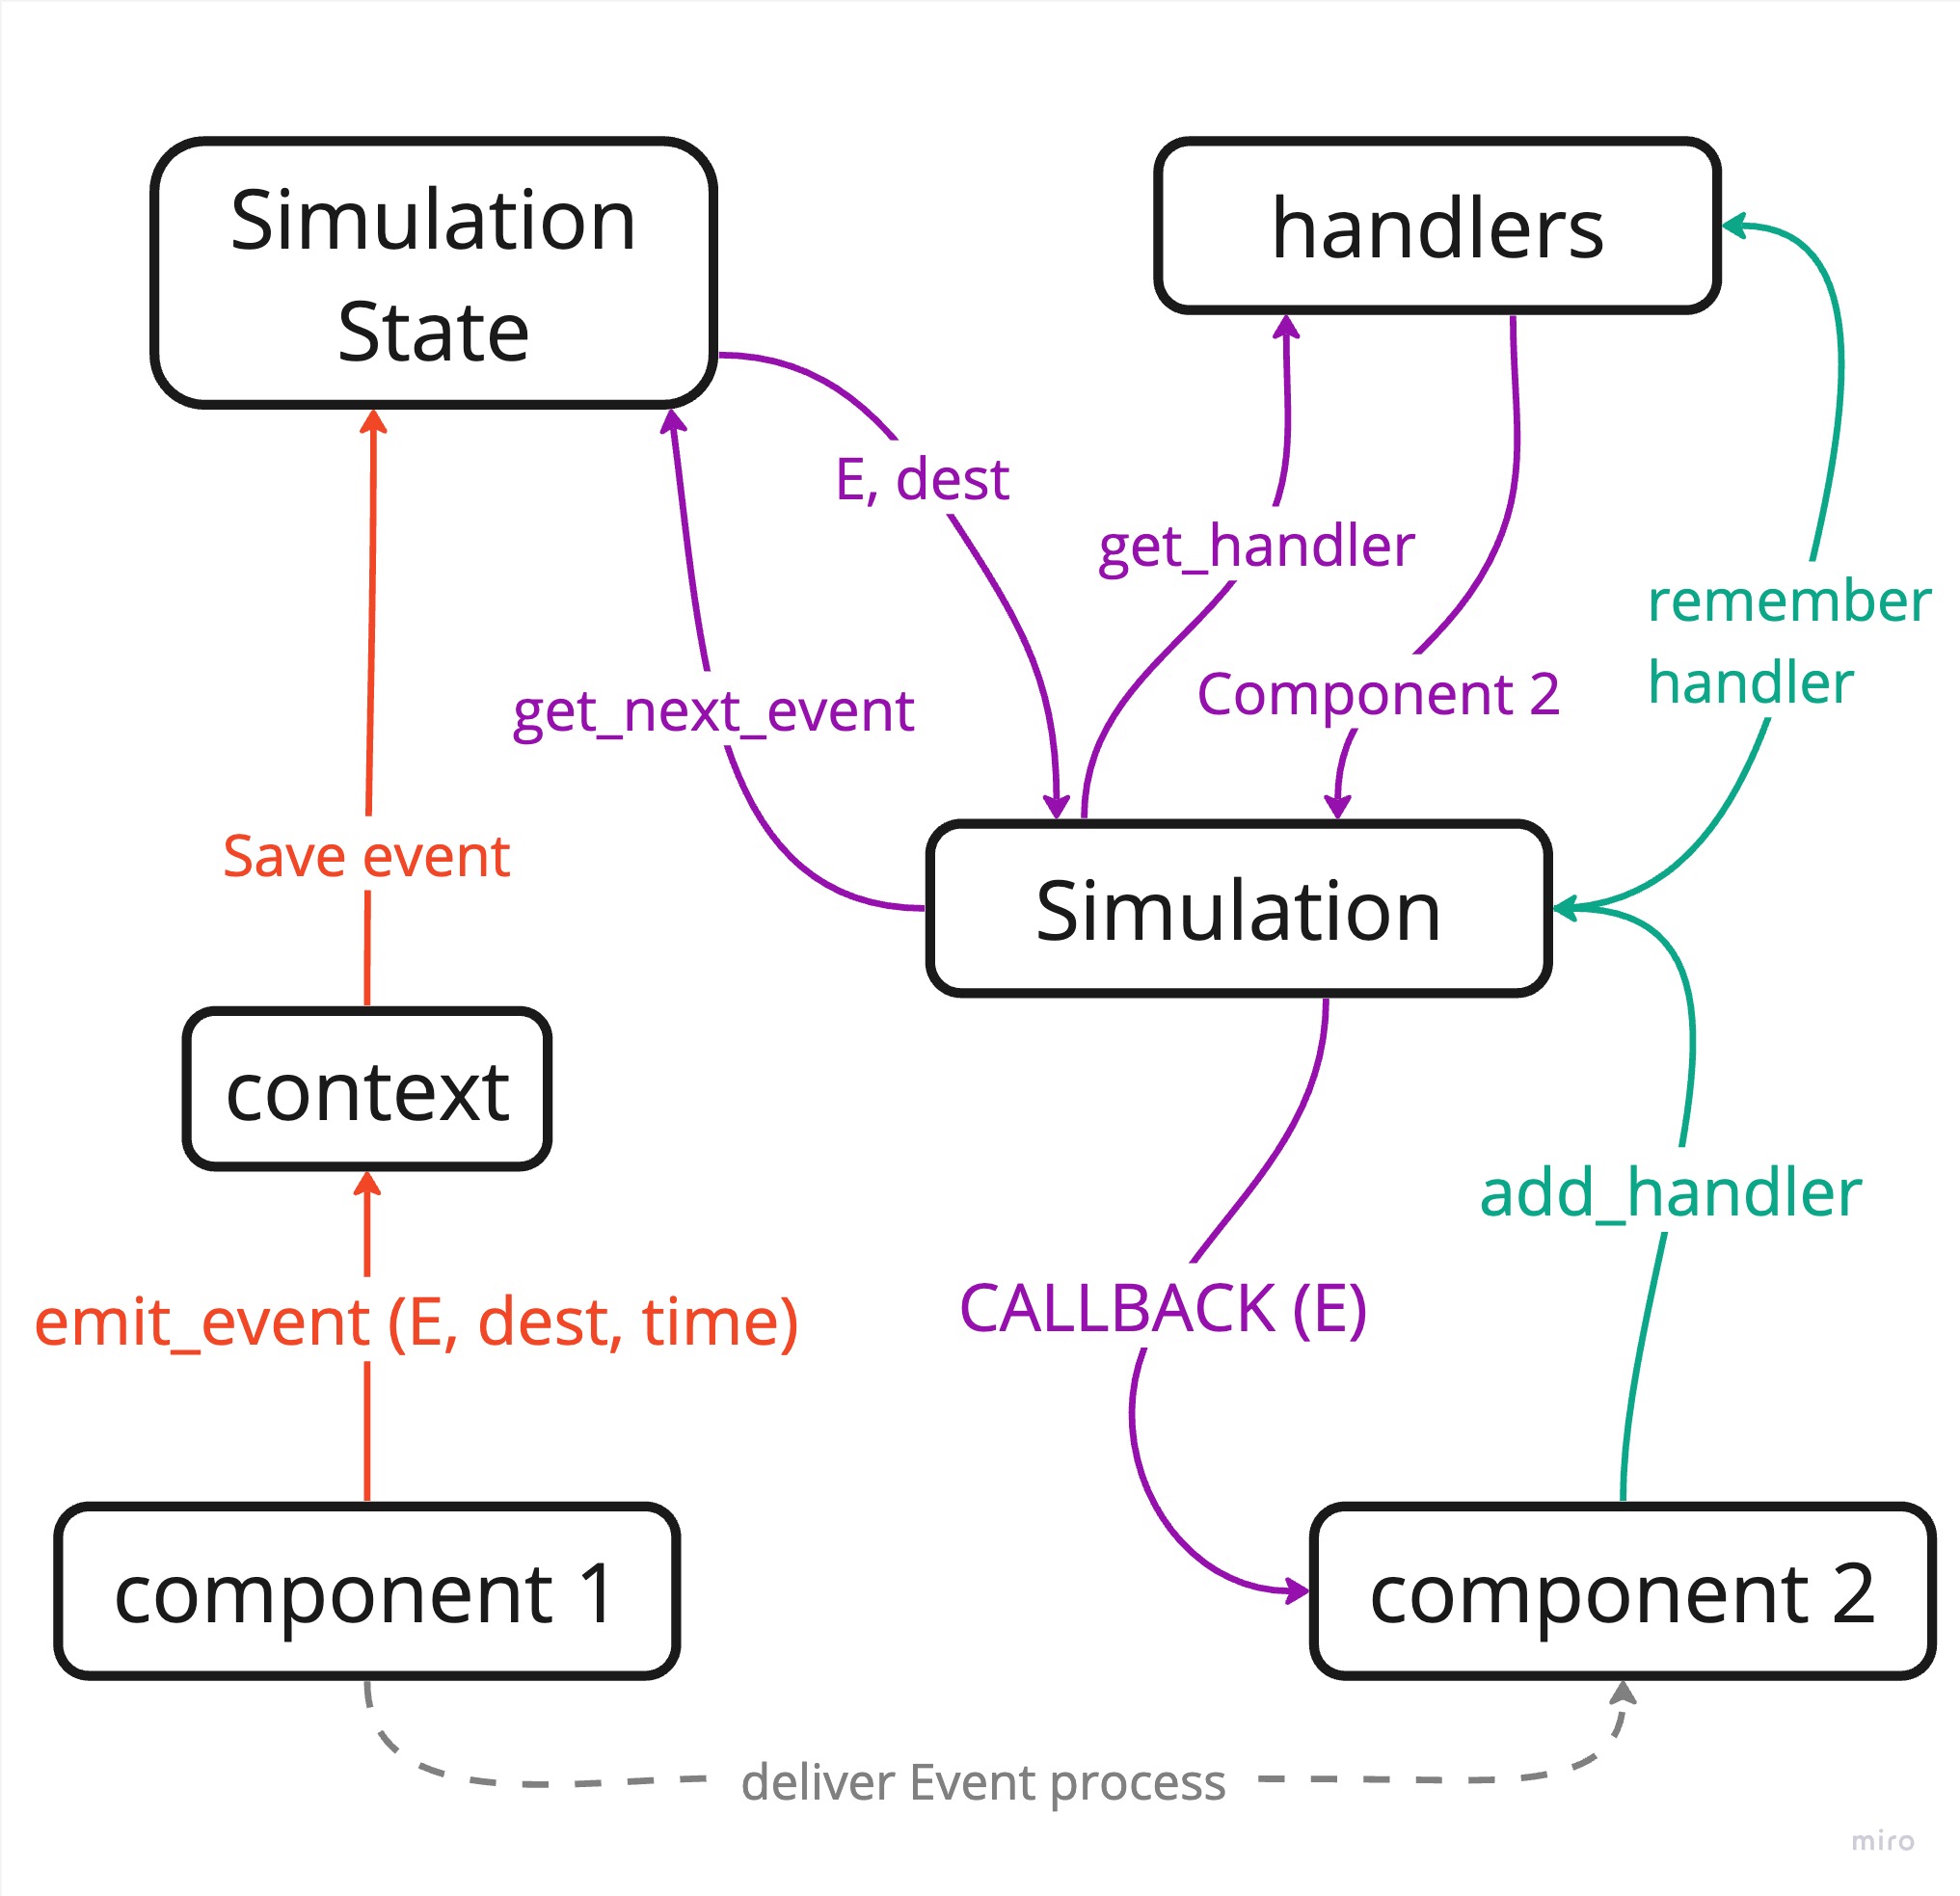 Simulation
State
handlers
E, dest
get_handler
remember
handler
Component 2
get_next_event
Save event
Simulation
context
add_handler
CALLBACK (E)
emit_event (E, dest, time)
component 1
component 2
deliver Event process
miro